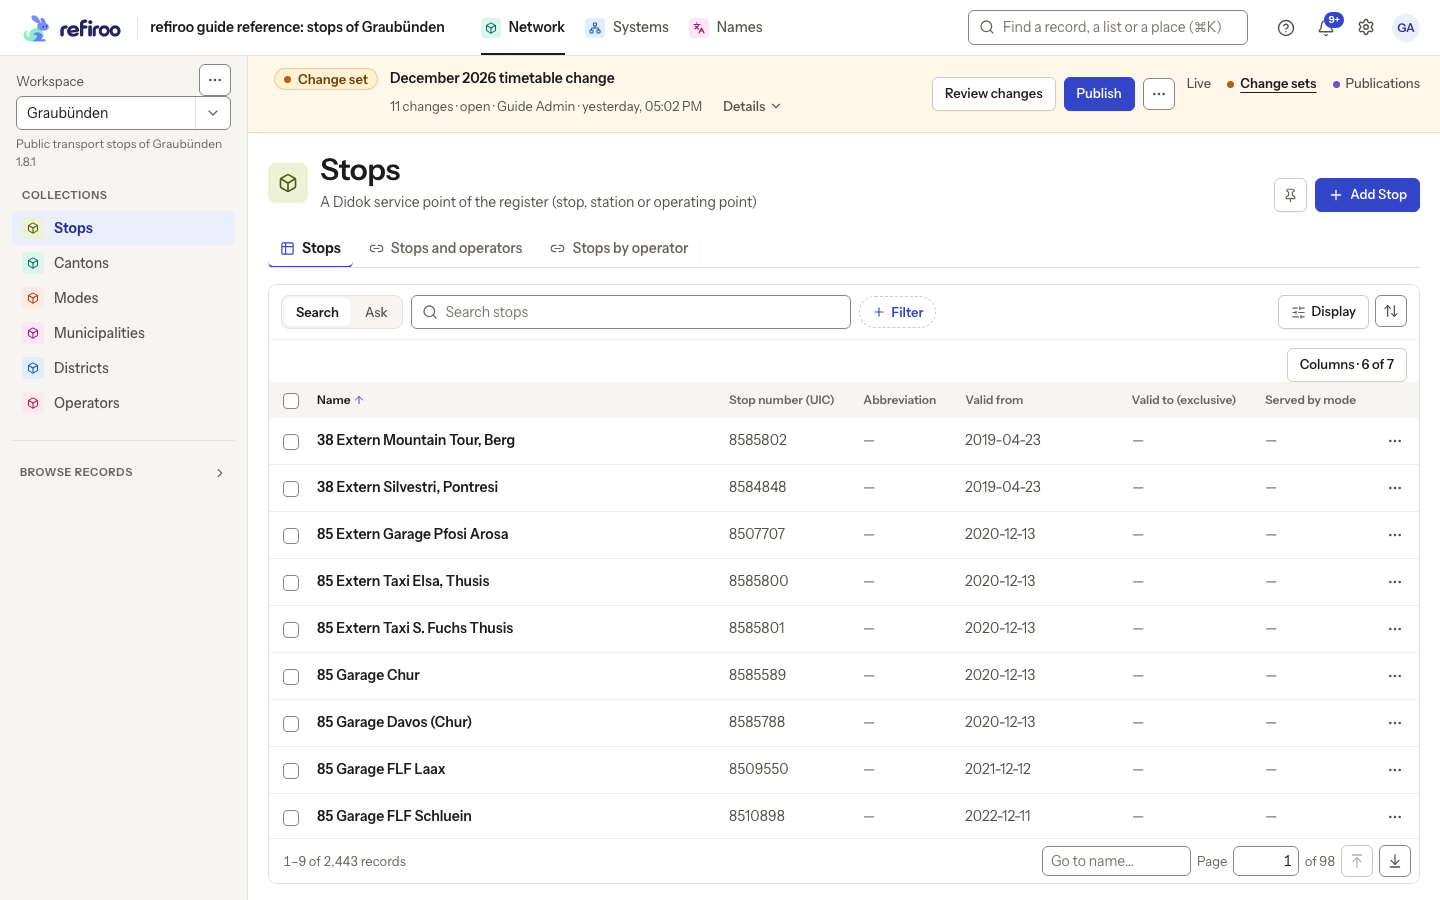 refiroo
refiroo guide reference: stops of Graubünden
Network
Systems
Names
Find a record, a list or a place (⌘K)
9+
GA
Workspace
Graubünden
Public transport stops of Graubünden
1.8.1
COLLECTIONS
Stops
Cantons
Modes
Municipalities
Districts
Operators
BROWSE RECORDS
Change set
December 2026 timetable change
11 changes · open · Guide Admin · yesterday, 05:02 PM
Details
Review changes
Publish
Live
Change sets
Publications
Stops
A Didok service point of the register (stop, station or operating point)
Add Stop
Stops
Stops and operators
Stops by operator
Search
Ask
Search stops
Filter
Display
Columns · 6 of 7
Name Stop number (UIC) Abbreviation Valid from Valid to (exclusive) Served by mode
38 Extern Mountain Tour, Berg 8585802 — 2019-04-23 — —
38 Extern Silvestri, Pontresi 8584848 — 2019-04-23 — —
85 Extern Garage Pfosi Arosa 8507707 — 2020-12-13 — —
85 Extern Taxi Elsa, Thusis 8585800 — 2020-12-13 — —
85 Extern Taxi S. Fuchs Thusis 8585801 — 2020-12-13 — —
85 Garage Chur 8585589 — 2020-12-13 — —
85 Garage Davos (Chur) 8585788 — 2020-12-13 — —
85 Garage FLF Laax 8509550 — 2021-12-12 — —
85 Garage FLF Schluein 8510898 — 2022-12-11 — —
1–9 of 2,443 records
Go to name...
Page 1 of 98